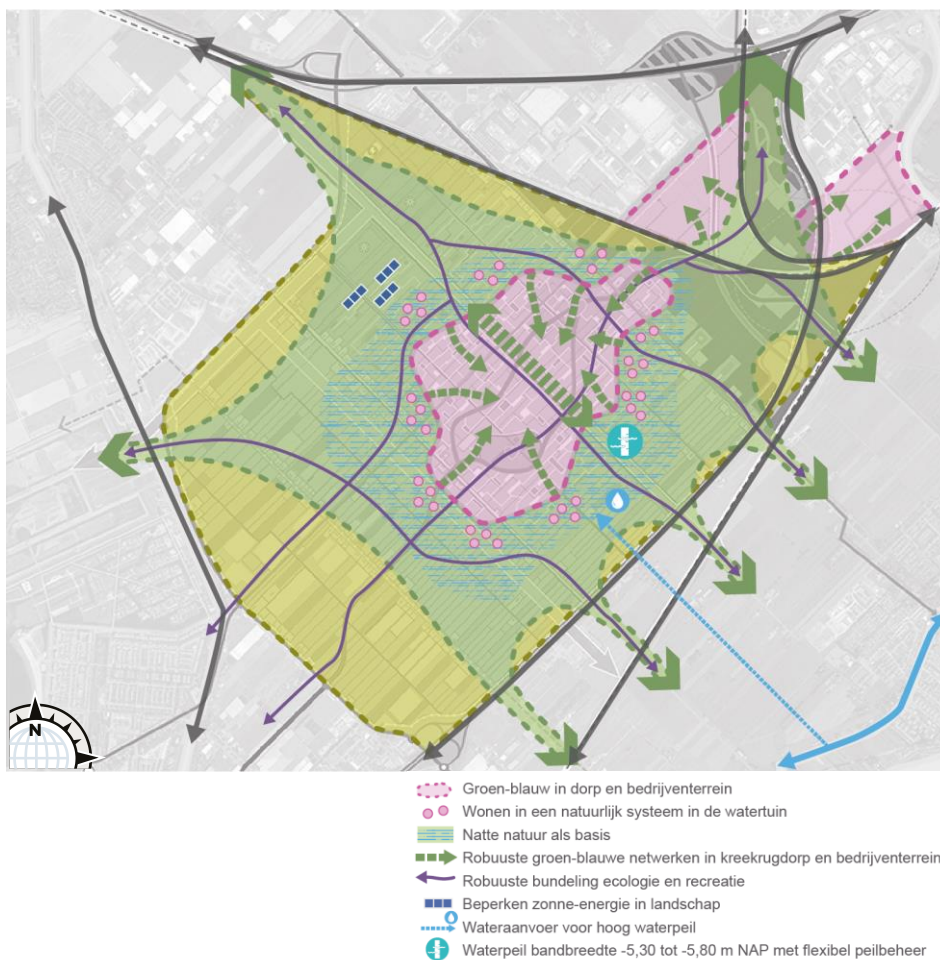 N
Groen-blauw in dorp en bedrijventerrein
Wonen in een natuurlijk systeem in de watertuin
Natte natuur als basis
Robuuste groen-blauwe netwerken in kreekrugdorp en bedrijventerrein
Robuuste bundeling ecologie en recreatie
Beperken zonne-energie in landschap
Wateraanvoer voor hoog waterpeil
Waterpeil bandbreedte -5,30 tot -5,80 m NAP met flexibel peilbeheer